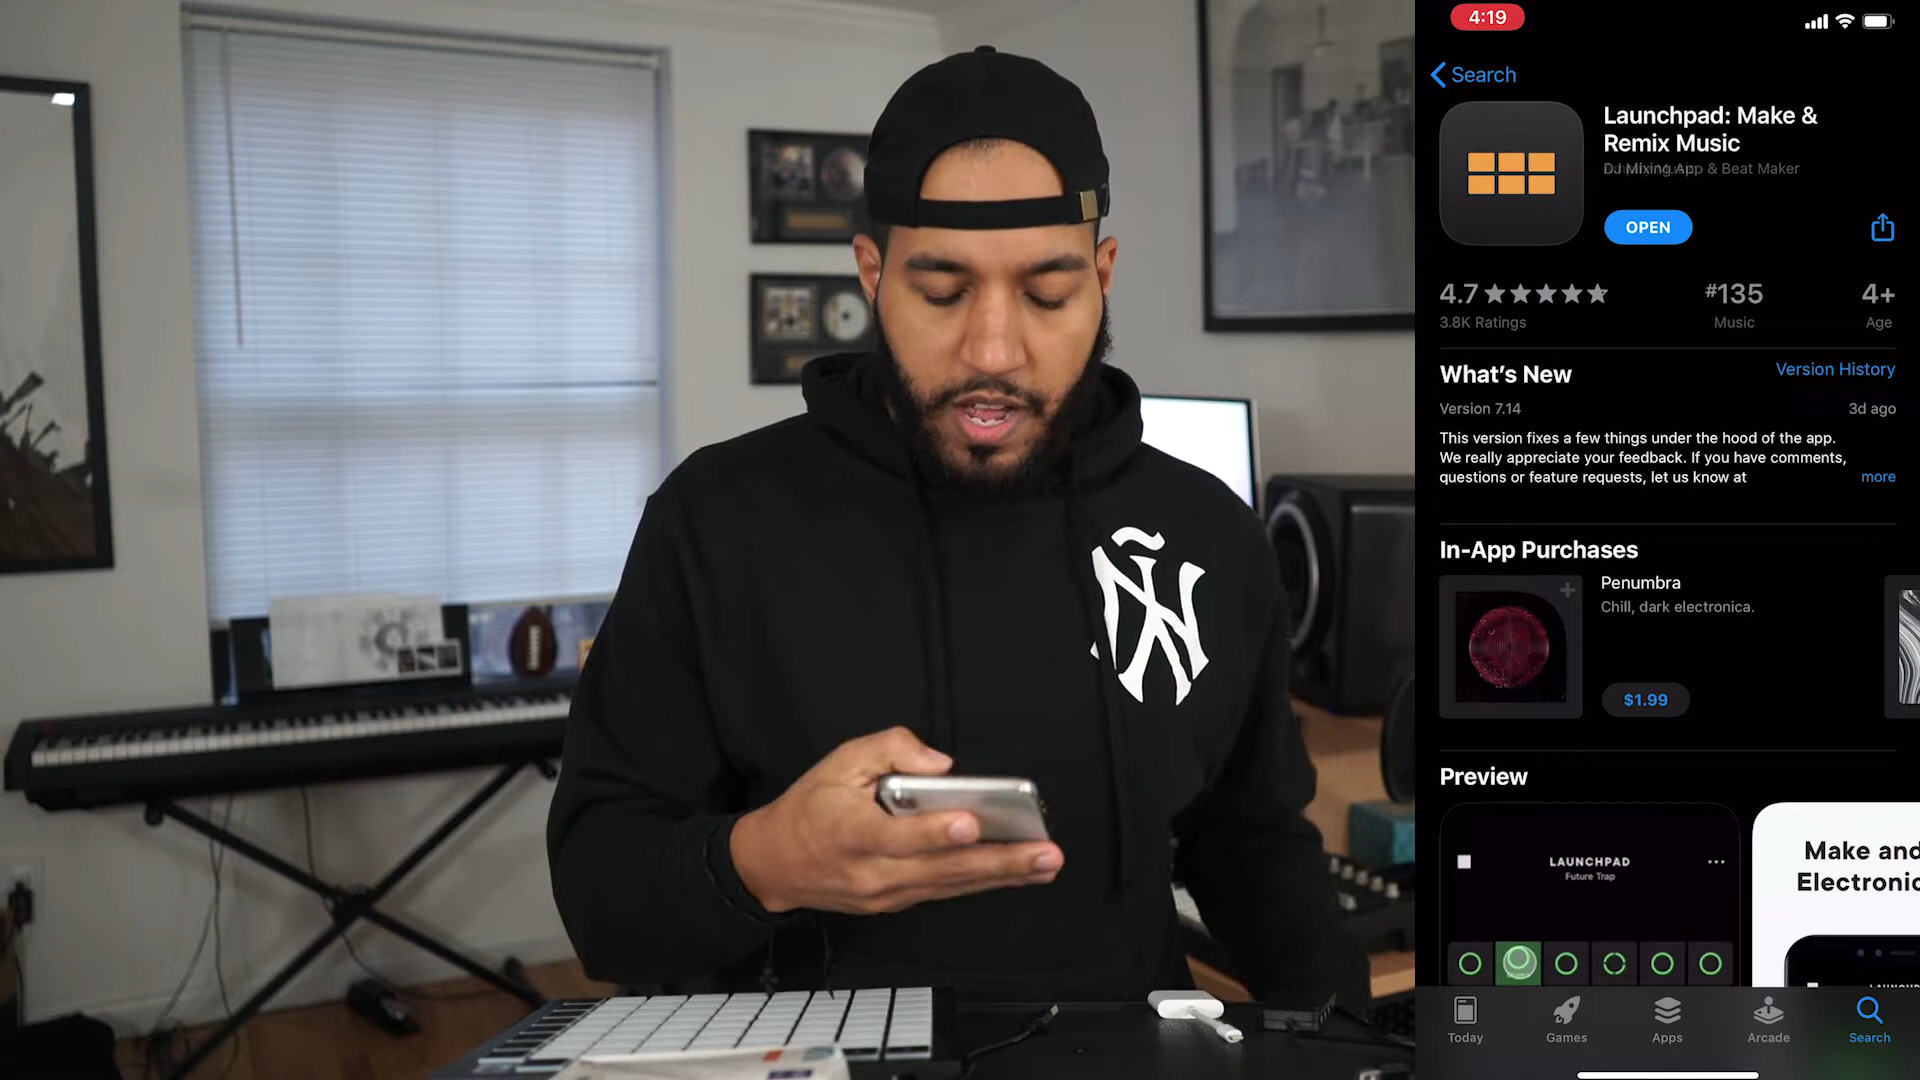 4:19
Search
Launchpad: Make &
Remix Music
App & Beat Maker
OPEN
4.7
#135
4+
3.8K Ratings
Music
Age
What's New
Version History
Version 7.14
3d ago
This version fixes a few things under the hood of the app.
We really appreciate your feedback. If you have comments,
questions or feature requests, let us know at
more
In-App Purchases
Penumbra
Chill, dark electronica.
$1.99
Preview
LAUNCHPAD
Future Trap
Make and
Electronic
Today
Games
Apps
Arcade
Search